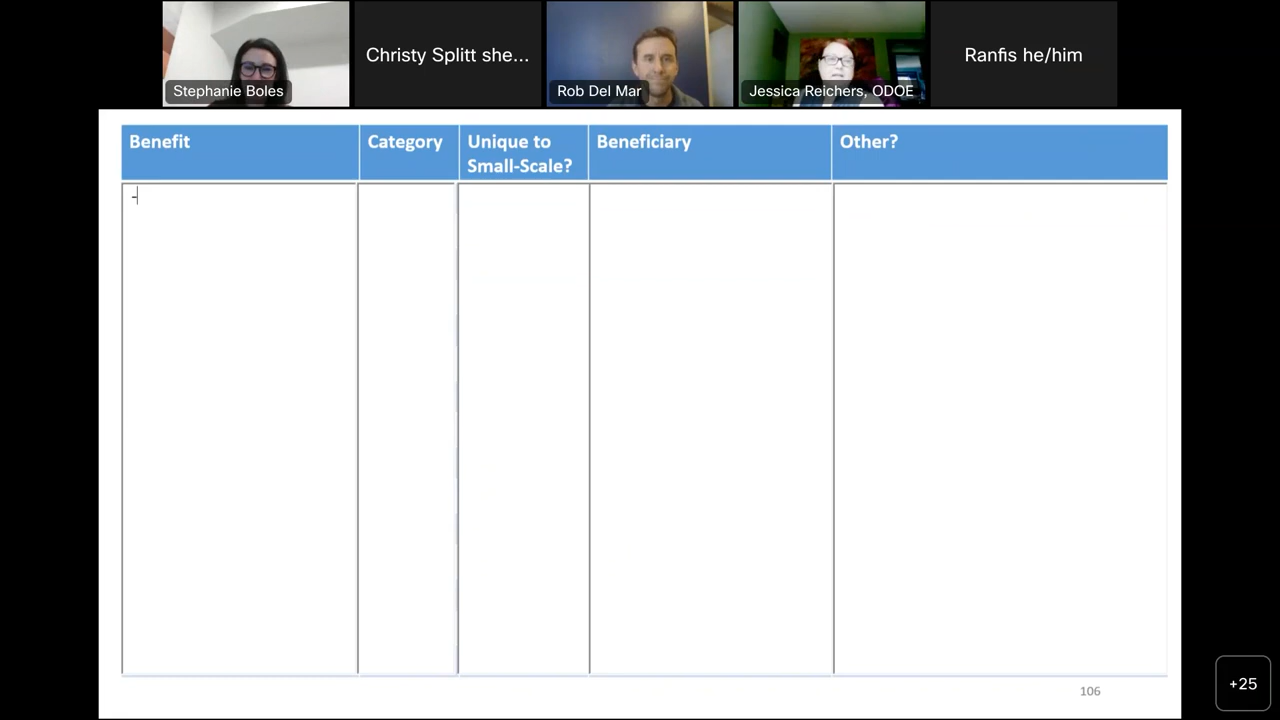 Stephanie Boles
Christy Splitt she...
Rob Del Mar
Jessica Reichers, ODOE
Ranfis he/him
Benefit
Category
Unique to
Small-Scale?
Beneficiary
Other?
-
106
+25